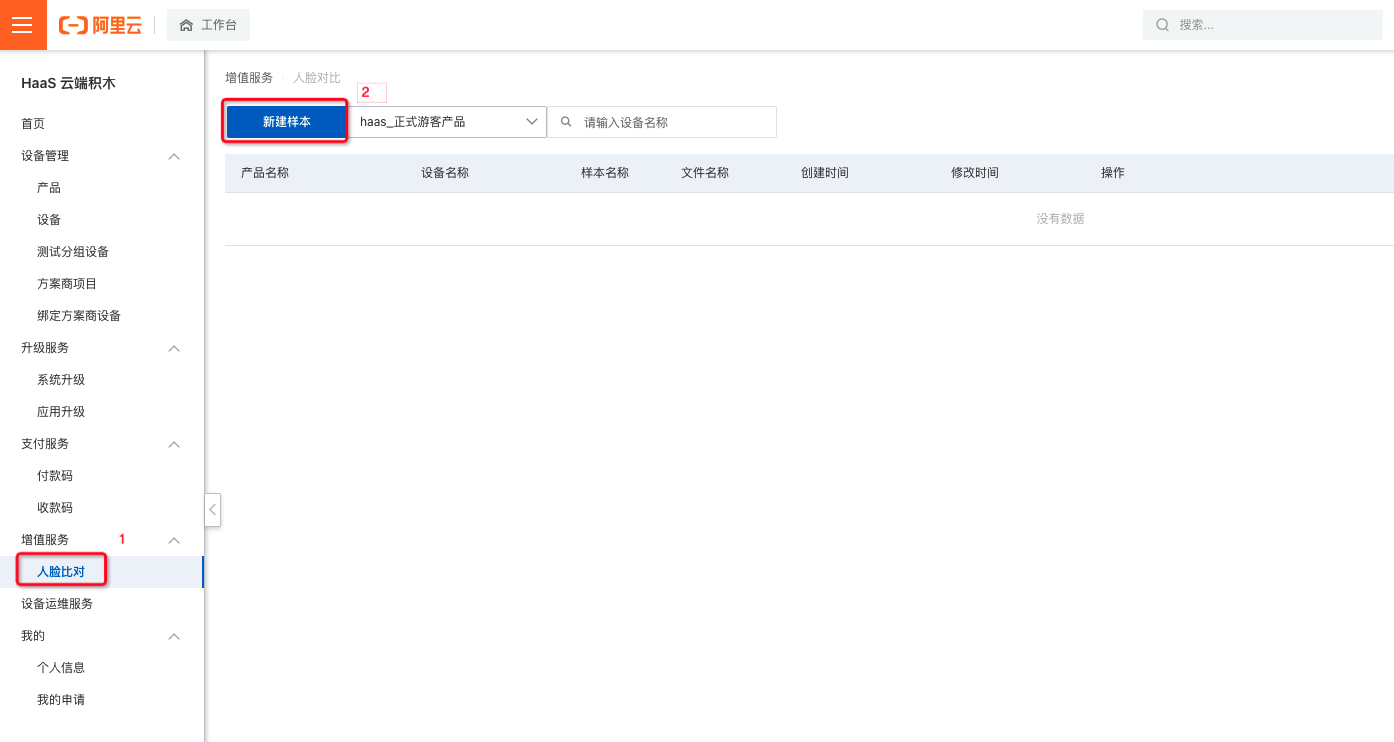 阿里云
工作台
搜索...
HaaS 云端积木
首页
设备管理
产品
设备
测试分组设备
方案商项目
绑定方案商设备
升级服务
系统升级
应用升级
支付服务
付款码
收款码
增值服务 1
人脸比对
设备运维服务
我的
个人信息
我的申请
增值服务 人脸对比
2
新建样本 haas_正式游客产品 请输入设备名称
产品名称 设备名称 样本名称 文件名称 创建时间 修改时间 操作
没有数据